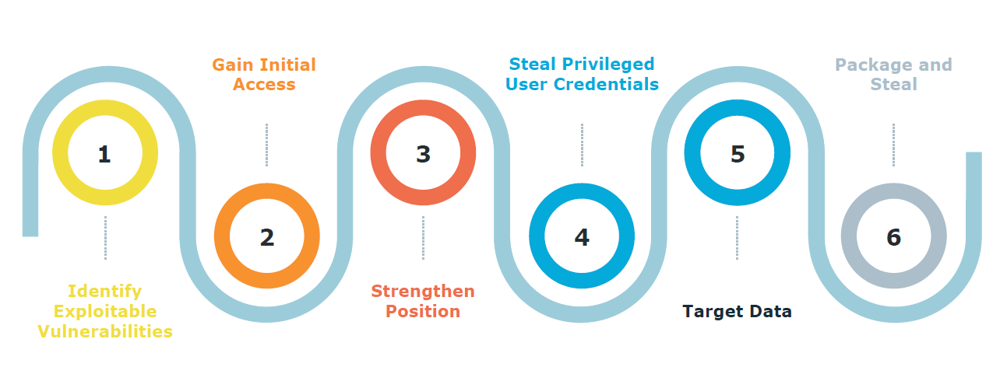 1
Identify
Exploitable
Vulnerabilities
Gain Initial
Access
2
3
Strengthen
Position
Steal Privileged
User Credentials
4
5
Target Data
Package and
Steal
6